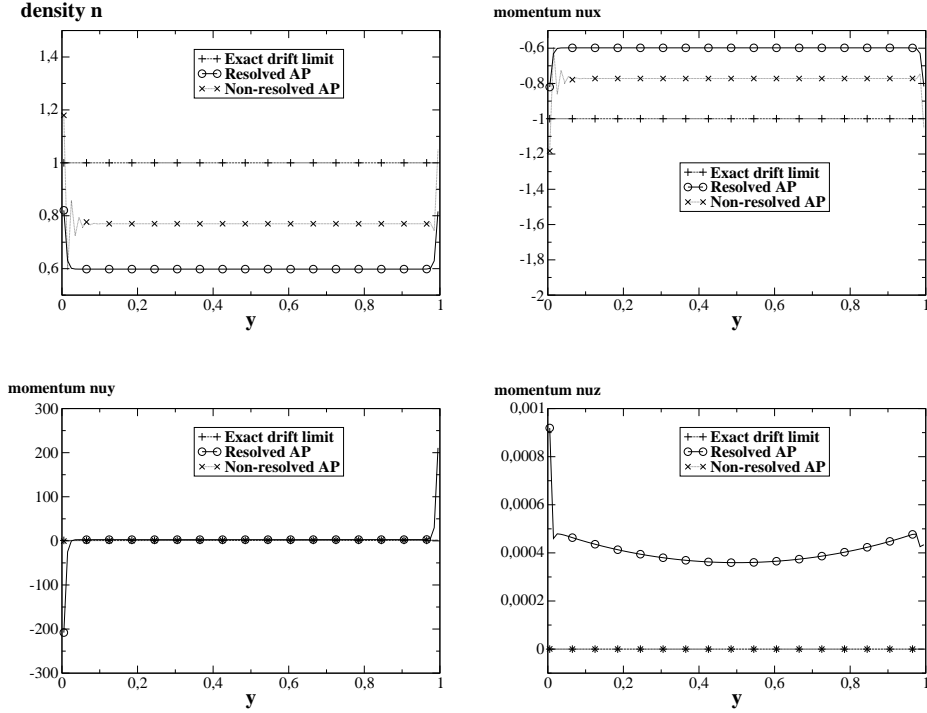 density n
1,4
1,2
1
0,8
0,6
0 0,2 0,4 0,6 0,8 1
y
Exact drift limit
Resolved AP
Non-resolved AP
momentum nux
-0,6
-0,8
-1
-1,2
-1,4
-1,6
-1,8
-2
0 0,2 0,4 0,6 0,8 1
y
Exact drift limit
Resolved AP
Non-resolved AP
momentum nuy
300
200
100
0
-100
-200
-300
0 0,2 0,4 0,6 0,8 1
y
Exact drift limit
Resolved AP
Non-resolved AP
momentum nuz
0,001
0,0008
0,0006
0,0004
0,0002
0
0 0,2 0,4 0,6 0,8 1
y
Exact drift limit
Resolved AP
Non-resolved AP